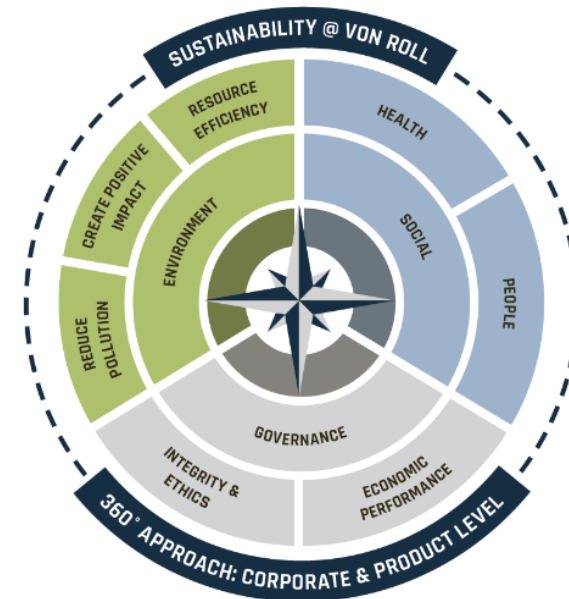 SUSTAINABILITY @ VON ROLL
RESOURCE
EFFICIENCY
HEALTH
CREATE POSITIVE
IMPACT
ENVIRONMENT
SOCIAL
REDUCE
POLLUTION
PEOPLE
GOVERNANCE
INTEGRITY &
ETHICS
ECONOMIC
PERFORMANCE
360° APPROACH: CORPORATE & PRODUCT LEVEL